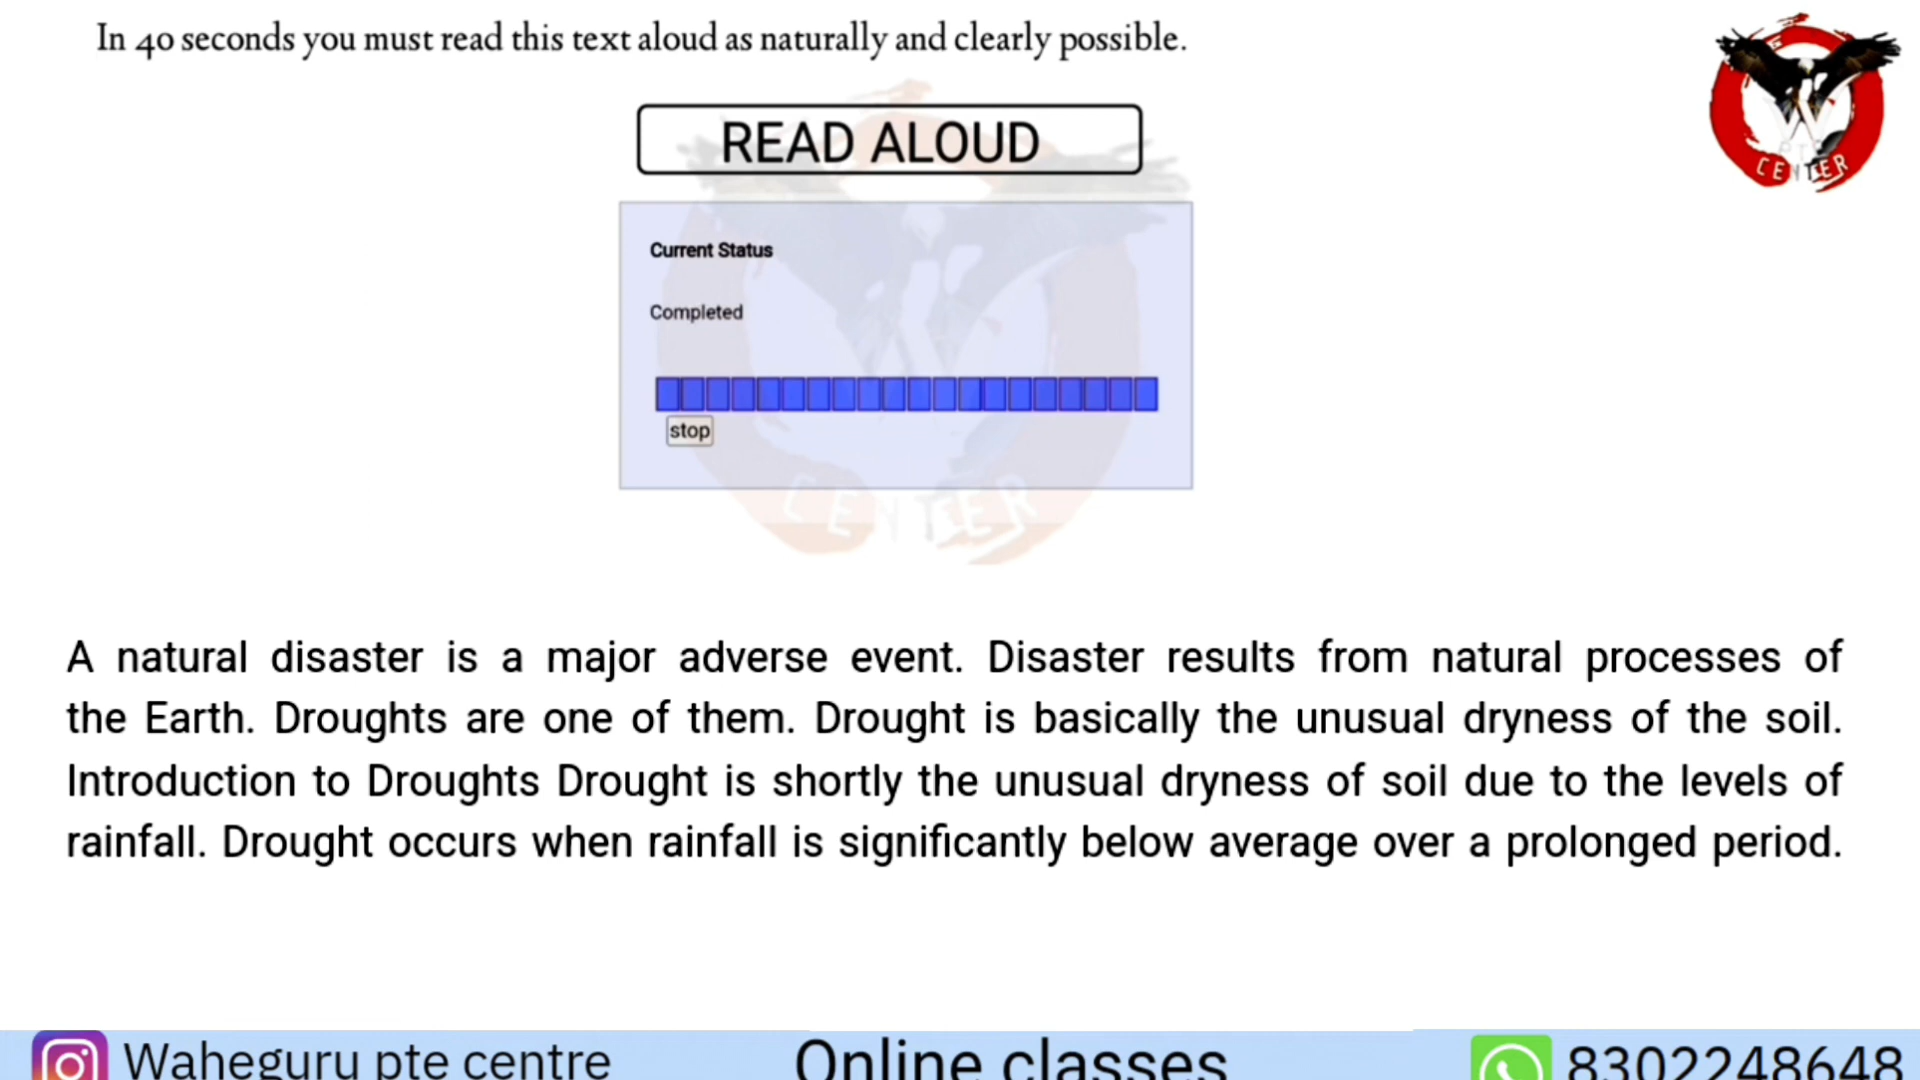 In 40 seconds you must read this text aloud as naturally and clearly possible.
READ ALOUD
Current Status
Completed
stop
CENTER
CENTER
A natural disaster is a major adverse event. Disaster results from natural processes of
the Earth. Droughts are one of them. Drought is basically the unusual dryness of the soil.
Introduction to Droughts Drought is shortly the unusual dryness of soil due to the levels of
rainfall. Drought occurs when rainfall is significantly below average over a prolonged period.
Waheguru pte centre
Online classes
8302248648